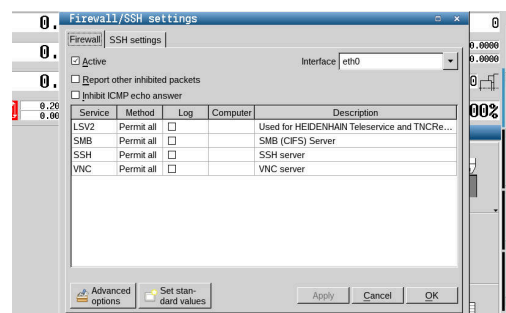 Firewall/SSH settings
0.
0
Firewall SSH settings
0.
0.0000
0.0000
Active
Interface eth0
0.
0
Report other inhibited packets
Inhibit ICMP echo answer
0.20
0.00
00%
Service Method Log Computer Description
LSV2 Permit all Used for HEIDENHAIN Teleservice and TNCRe...
SMB Permit all SMB (CIFS) Server
SSH Permit all SSH server
VNC Permit all VNC server
Advanced options
Set stan-
dard values
Apply Cancel OK